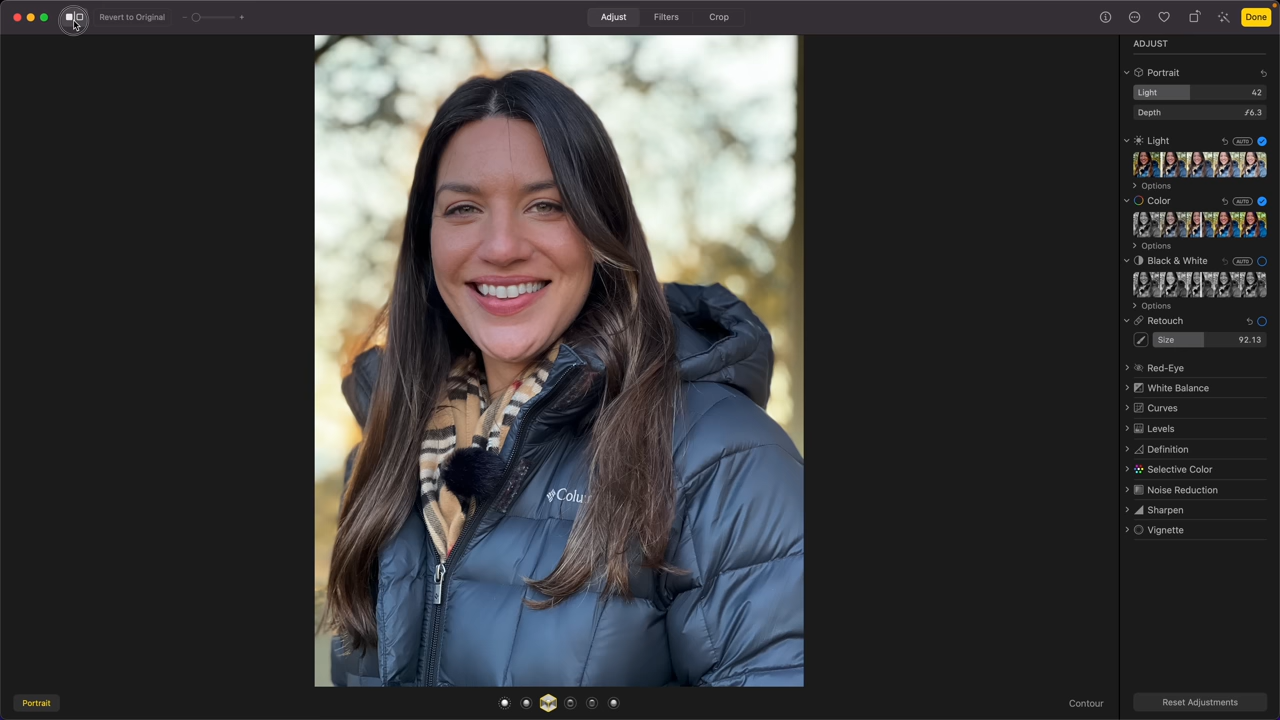 Revert to Original
Adjust
Filters
Crop
Done
ADJUST
Portrait
Light 42
Depth ƒ6.3
Light AUTO
Options
Color AUTO
Options
Black & White AUTO
Options
Retouch
Size 92.13
Red-Eye
White Balance
Curves
Levels
Definition
Selective Color
Noise Reduction
Sharpen
Vignette
Colu
Portrait
Contour
Reset Adjustments